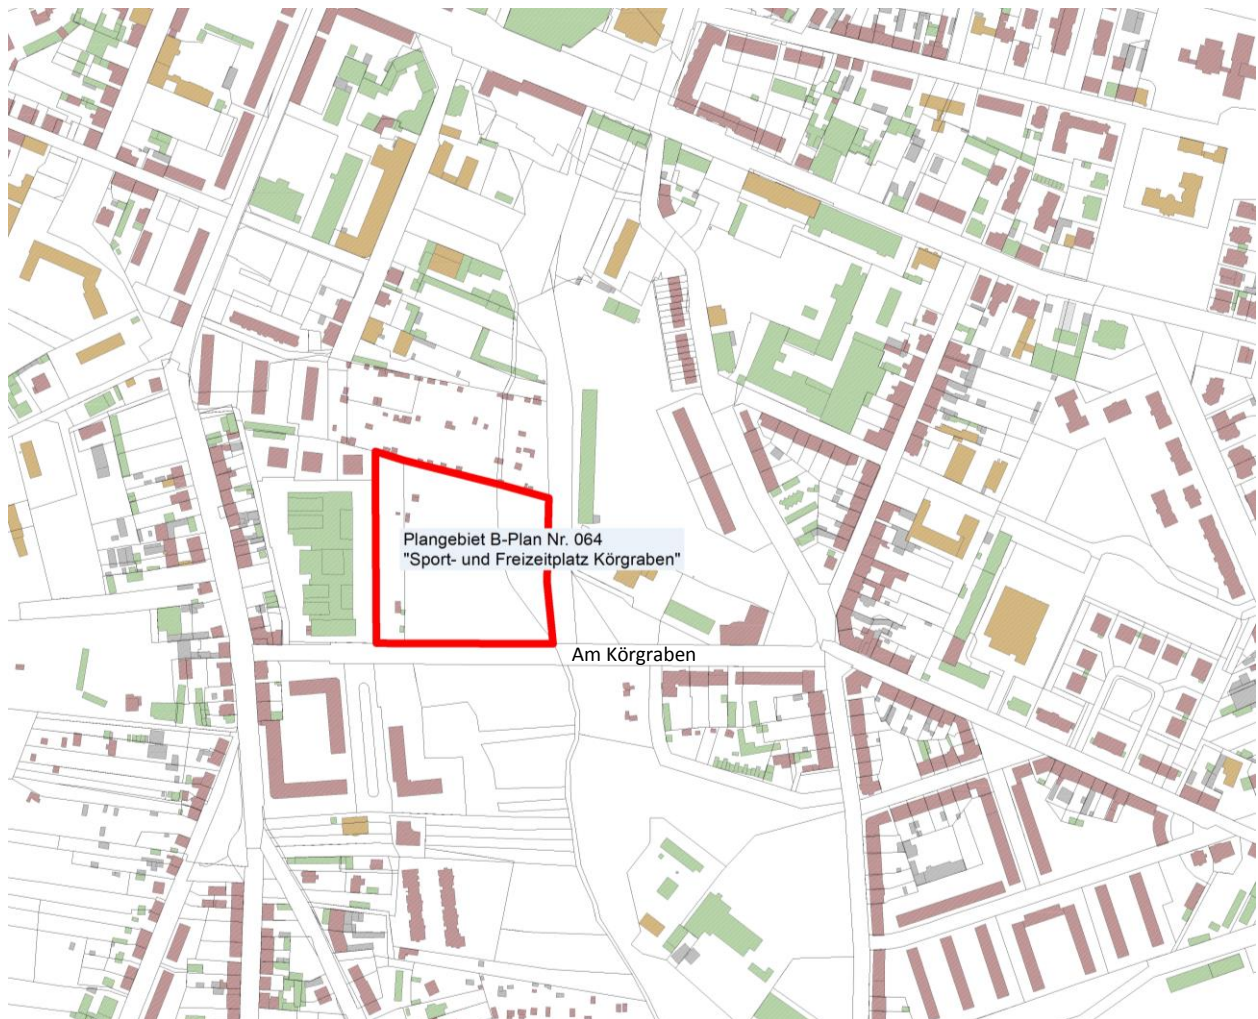 Plangebiet B-Plan Nr. 064
"Sport- und Freizeitplatz Körgraben"
Am Körgraben